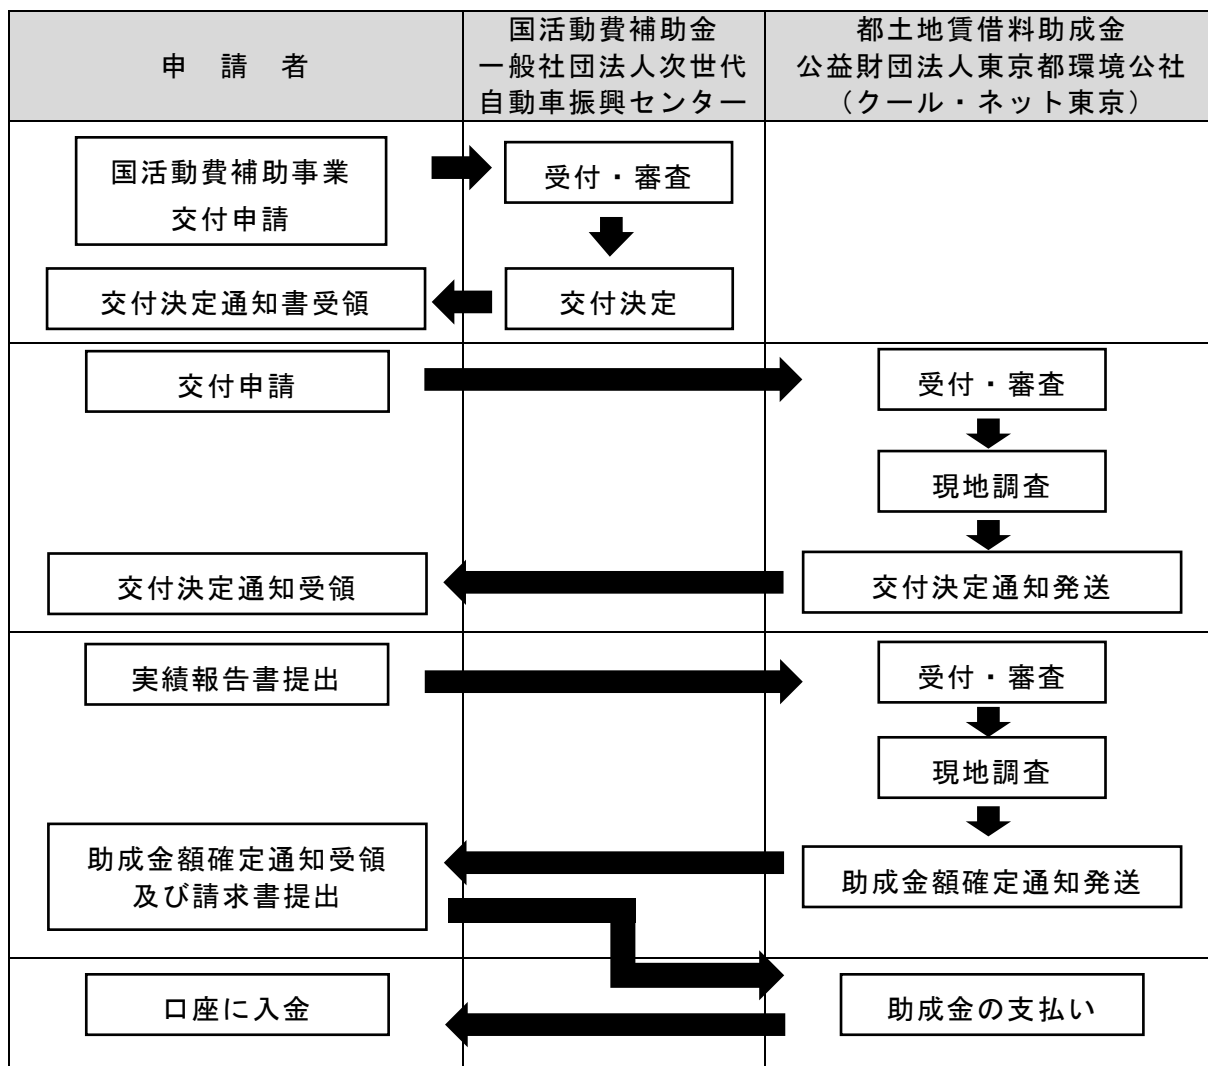 申 請 者
国活動費補助金
一般社団法人次世代
自動車振興センター
都土地賃借料助成金
公益財団法人東京都環境公社
（クール・ネット東京）
国活動費補助事業
交付申請
受付・審査
交付決定通知書受領
交付決定
交付申請
受付・審査
現地調査
交付決定通知受領
交付決定通知発送
実績報告書提出
受付・審査
現地調査
助成金額確定通知受領
及び請求書提出
助成金額確定通知発送
口座に入金
助成金の支払い